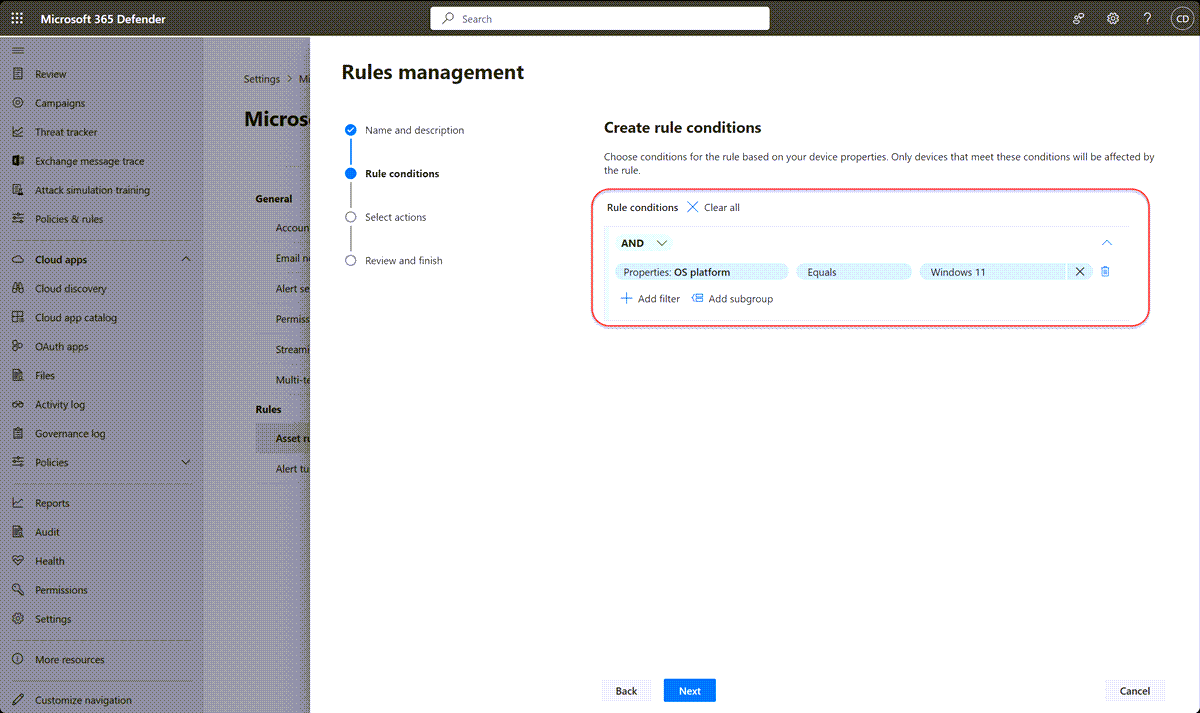 Microsoft 365 Defender
Search
CD
Review
Campaigns
Threat tracker
Exchange message trace
Attack simulation training
Policies & rules
Cloud apps
Cloud discovery
Cloud app catalog
OAuth apps
Files
Activity log
Governance log
Policies
Reports
Audit
Health
Permissions
Settings
More resources
Customize navigation
Settings > Mi
Micros
General
Accoun
Email no
Alert se
Permiss
Streami
Multi-te
Rules
Asset ru
Alert tu
Rules management
Name and description
Rule conditions
Select actions
Review and finish
Create rule conditions
Choose conditions for the rule based on your device properties. Only devices that meet these conditions will be affected by
the rule.
Rule conditions Clear all
AND
Properties: OS platform Equals Windows 11
Add filter Add subgroup
Back Next Cancel